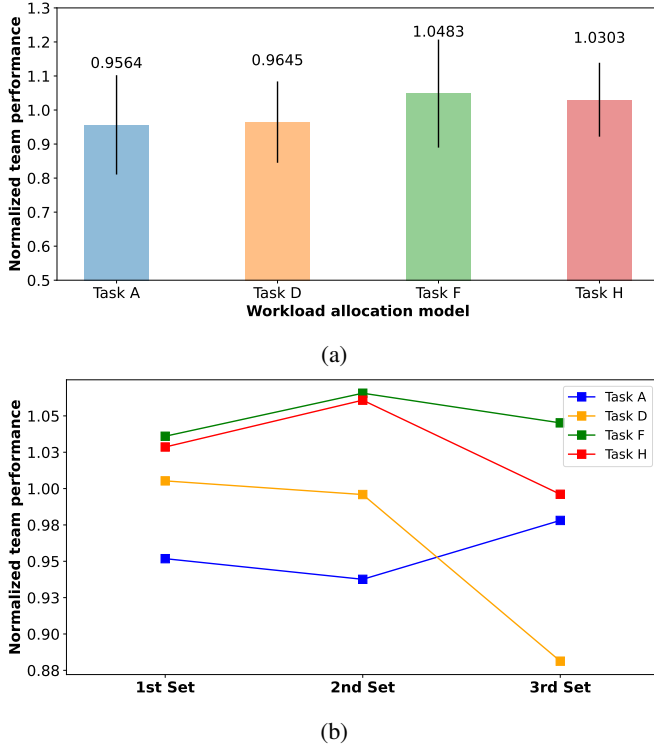 Normalized team performance
1.3
1.2
1.1
1.0
0.9
0.8
0.7
0.6
0.5
0.9564
0.9645
1.0483
1.0303
Task A
Task D
Task F
Task H
Workload allocation model
(a)
Normalized team performance
1.05
1.03
1.00
0.98
0.95
0.93
0.90
0.88
Task A
Task D
Task F
Task H
1st Set
2nd Set
3rd Set
(b)